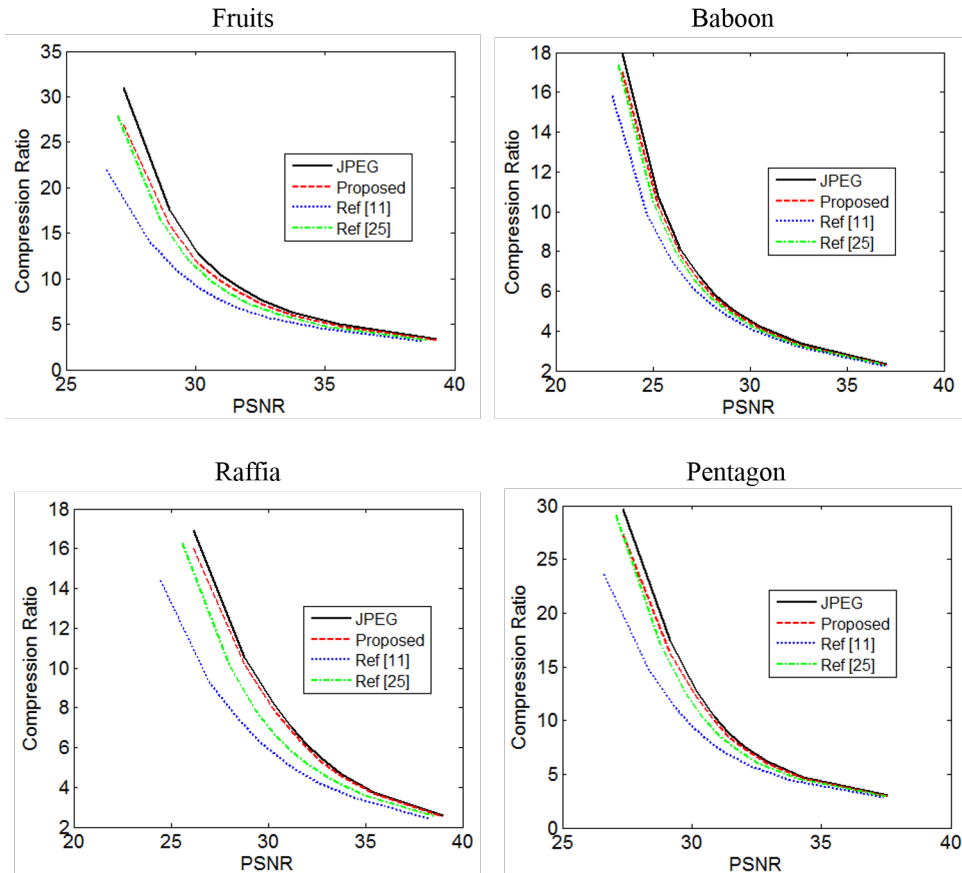 Fruits
35
30
25
20
15
10
5
0
Compression Ratio
JPEG
Proposed
Ref [11]
Ref [25]
25
30
35
40
PSNR
Baboon
18
16
14
12
10
8
6
4
2
Compression Ratio
JPEG
Proposed
Ref [11]
Ref [25]
20
25
30
35
40
PSNR
Raffia
18
16
14
12
10
8
6
4
2
Compression Ratio
JPEG
Proposed
Ref [11]
Ref [25]
20
25
30
35
40
PSNR
Pentagon
30
25
20
15
10
5
0
Compression Ratio
JPEG
Proposed
Ref [11]
Ref [25]
25
30
35
40
PSNR